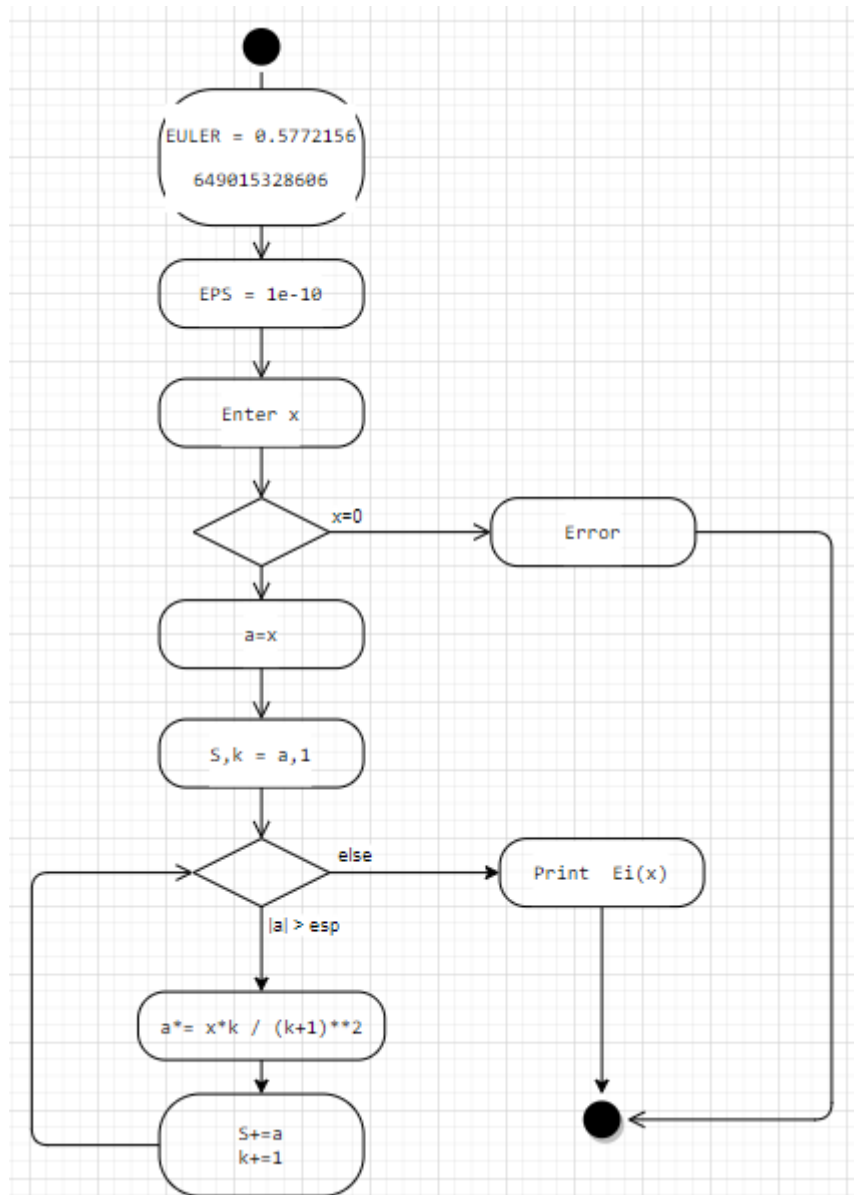 EULER = 0.5772156
649015328606
EPS = 1e-10
Enter x
x=0
Error
a=x
S,k = a,1
else
Print Ei(x)
|a| > esp
a*= x*k / (k+1)**2
S+=a
k+=1